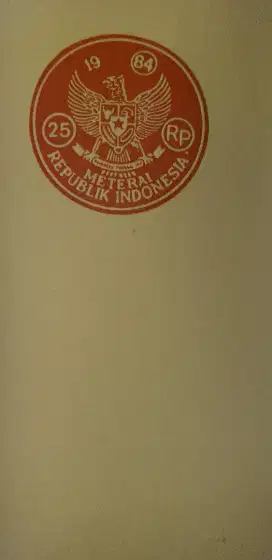 19 84
25 Rp
METERAI
REPUBLIK INDONESIA